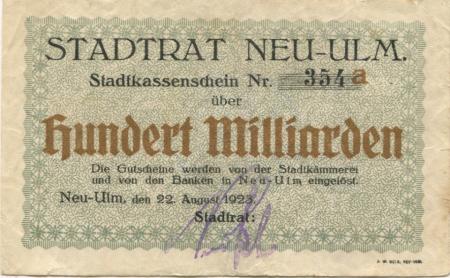 STADTRAT NEU-ULM.
Stadtkassenschein Nr. 354 a
über
Hundert Milliarden
Die Gutscheine werden von der Stadtkämmerei
und von den Banken in Neu-Ulm eingelöst.
Neu-Ulm, den 22. August 1923.
Stadtrat: